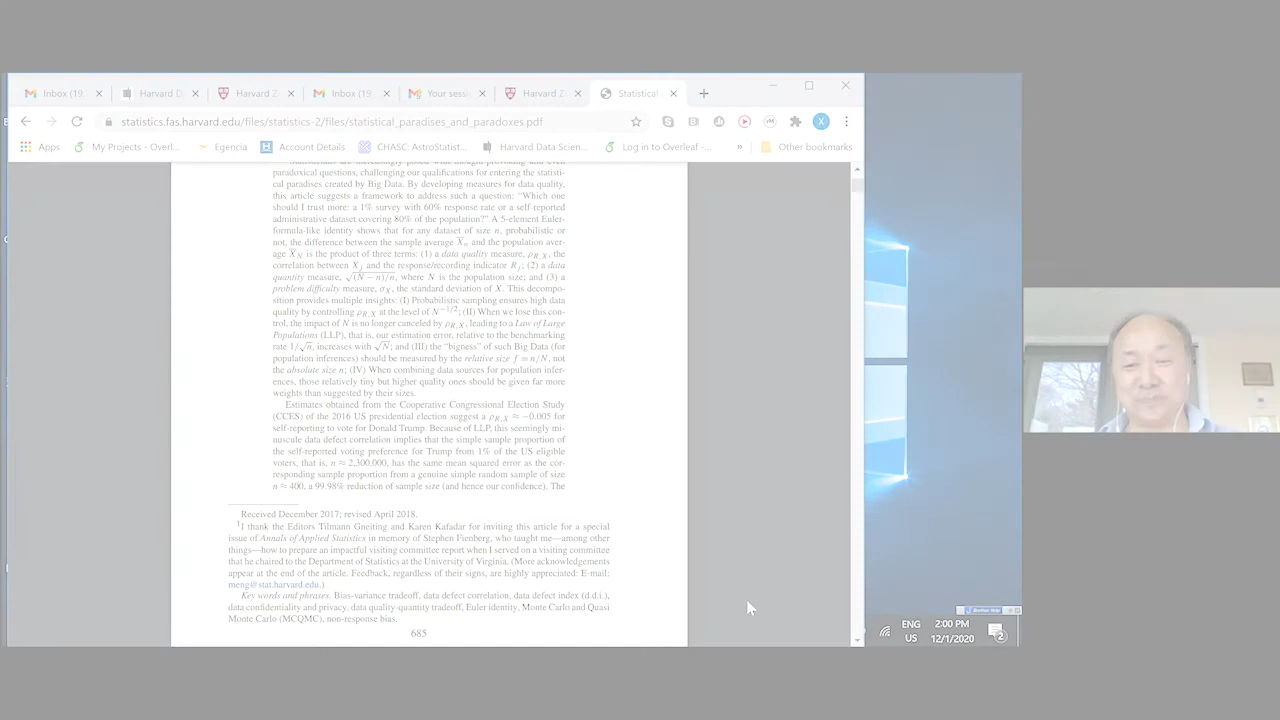 Inbox (19
Harvard D
Harvard Z
Inbox (19,
Your sessi
Harvard Z
Statistical
statistics.fas.harvard.edu/files/statistics-2/files/statistical_paradises_and_paradoxes.pdf
Apps
My Projects - Overl...
Egencia
Account Details
CHASC: AstroStatist...
Harvard Data Scien...
Log in to Overleaf -...
»
Other bookmarks
paradoxical questions, challenging our qualifications for entering the statisti-
cal paradises created by Big Data. By developing measures for data quality,
this article suggests a framework to address such a question: “Which one
should I trust more: a 1% survey with 60% response rate or a self-reported
administrative dataset covering 80% of the population?” A 5-element Euler-
formula-like identity shows that for any dataset of size n, probabilistic or
not, the difference between the sample average X̅n and the population aver-
age X̅N is the product of three terms: (1) a data quality measure, ρR,X, the
correlation between Xj and the response/recording indicator Rj; (2) a data
quantity measure, √(N − n)/n, where N is the population size; and (3) a
problem difficulty measure, σX, the standard deviation of X. This decompo-
sition provides multiple insights: (I) Probabilistic sampling ensures high data
quality by controlling ρR,X at the level of N−1/2; (II) When we lose this con-
trol, the impact of N is no longer canceled by ρR,X, leading to a Law of Large
Populations (LLP), that is, our estimation error, relative to the benchmarking
rate 1/√n, increases with √N; and (III) the “bigness” of such Big Data (for
population inferences) should be measured by the relative size f = n/N, not
the absolute size n; (IV) When combining data sources for population infer-
ences, those relatively tiny but higher quality ones should be given far more
weights than suggested by their sizes.
Estimates obtained from the Cooperative Congressional Election Study
(CCES) of the 2016 US presidential election suggest a ρR,X ≈ −0.005 for
self-reporting to vote for Donald Trump. Because of LLP, this seemingly mi-
nuscule data defect correlation implies that the simple sample proportion of
the self-reported voting preference for Trump from 1% of the US eligible
voters, that is, n ≈ 2,300,000, has the same mean squared error as the cor-
responding sample proportion from a genuine simple random sample of size
n ≈ 400, a 99.98% reduction of sample size (and hence our confidence). The
Received December 2017; revised April 2018.
1I thank the Editors Tilmann Gneiting and Karen Kafadar for inviting this article for a special
issue of Annals of Applied Statistics in memory of Stephen Fienberg, who taught me—among other
things—how to prepare an impactful visiting committee report when I served on a visiting committee
that he chaired to the Department of Statistics at the University of Virginia. (More acknowledgements
appear at the end of the article. Feedback, regardless of their signs, are highly appreciated: E-mail:
meng@stat.harvard.edu.)
Key words and phrases. Bias-variance tradeoff, data defect correlation, data defect index (d.d.i.),
data confidentiality and privacy, data quality-quantity tradeoff, Euler identity, Monte Carlo and Quasi
Monte Carlo (MCQMC), non-response bias.
685
ENG
US
2:00 PM
12/1/2020
2